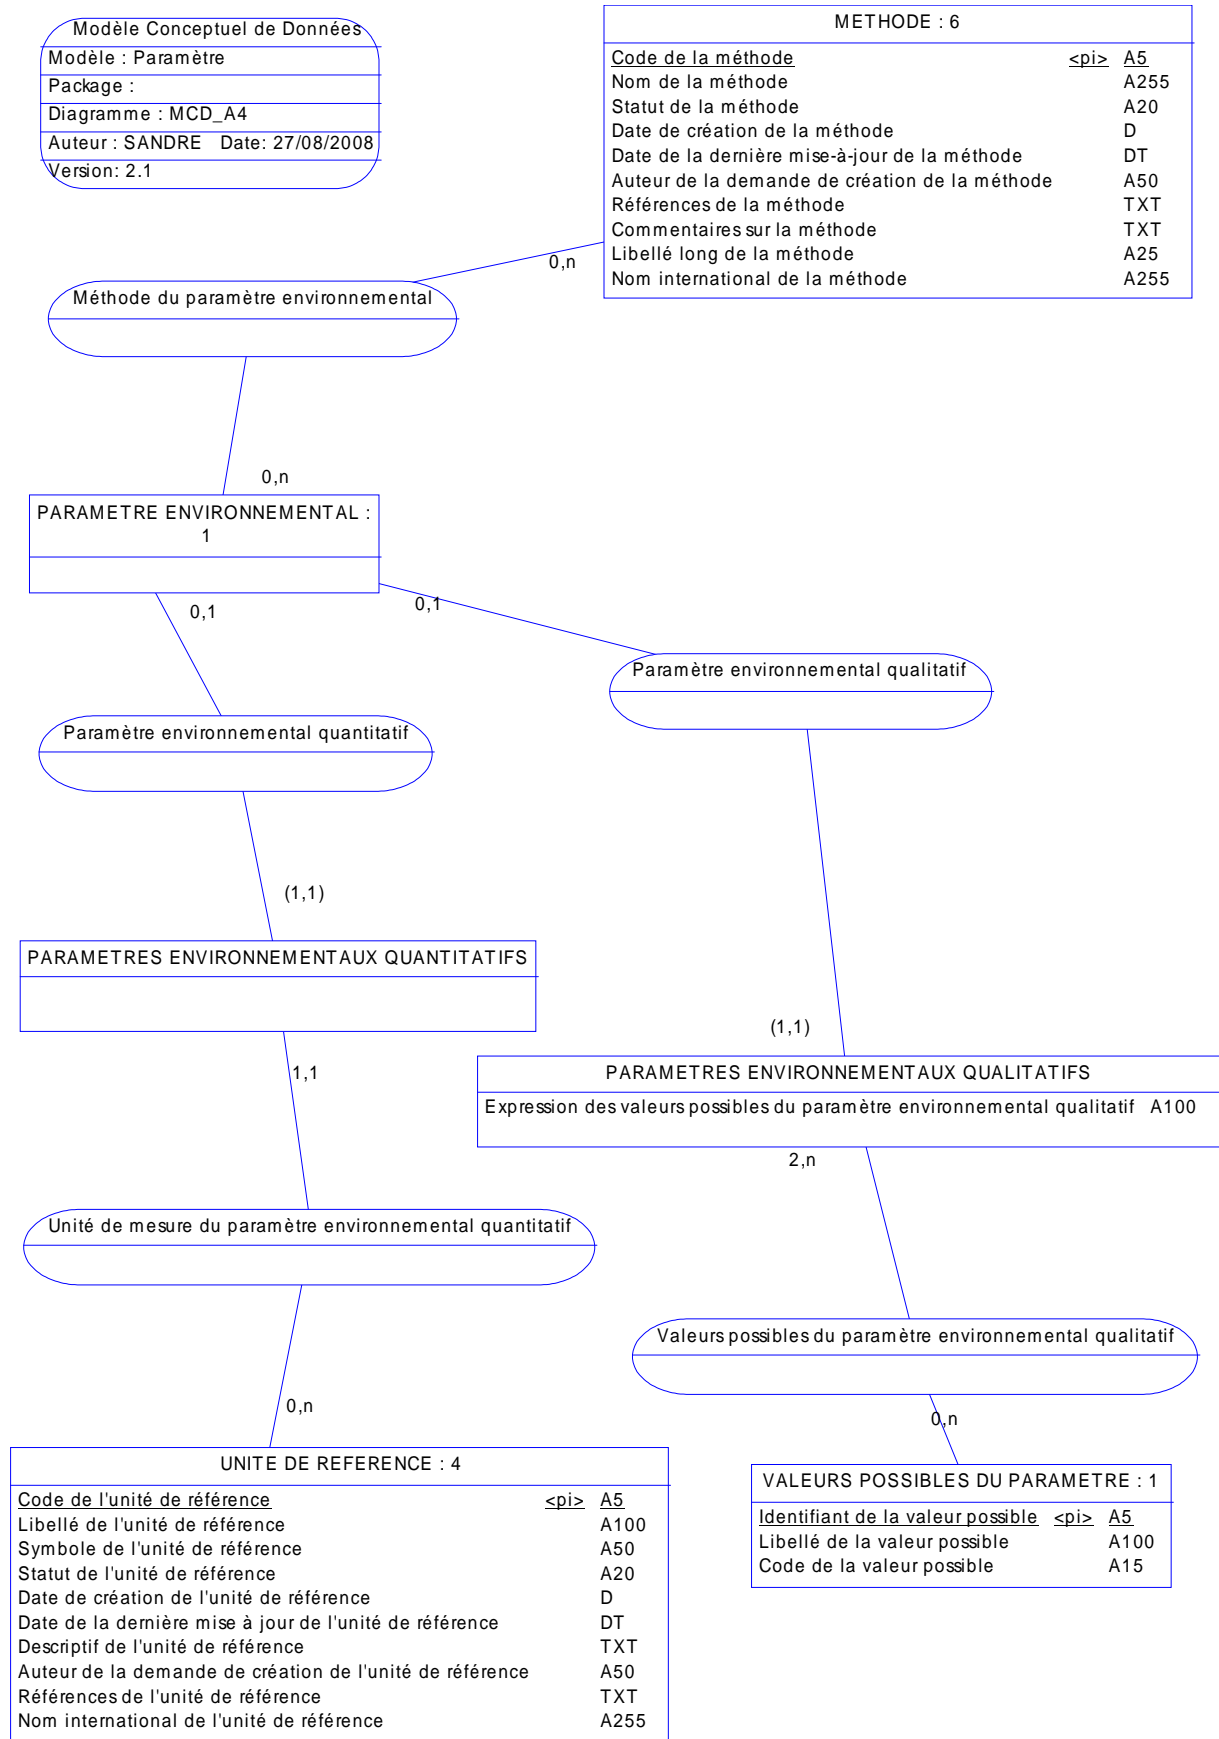 Modèle Conceptuel de Données
Modèle : Paramètre
Package :
Diagramme : MCD_A4
Auteur : SANDRE Date: 27/08/2008
Version: 2.1
METHODE : 6
Code de la méthode <pi> A5
Nom de la méthode A255
Statut de la méthode A20
Date de création de la méthode D
Date de la dernière mise-à-jour de la méthode DT
Auteur de la demande de création de la méthode A50
Références de la méthode TXT
Commentaires sur la méthode TXT
Libellé long de la méthode A25
Nom international de la méthode A255
0,n
Méthode du paramètre environnemental
0,n
PARAMETRE ENVIRONNEMENTAL :
1
0,1
0,1
Paramètre environnemental qualitatif
Paramètre environnemental quantitatif
(1,1)
PARAMETRES ENVIRONNEMENTAUX QUANTITATIFS
(1,1)
1,1
PARAMETRES ENVIRONNEMENTAUX QUALITATIFS
Expression des valeurs possibles du paramètre environnemental qualitatif A100
2,n
Unité de mesure du paramètre environnemental quantitatif
Valeurs possibles du paramètre environnemental qualitatif
0,n
0,n
UNITE DE REFERENCE : 4
Code de l'unité de référence <pi> A5
Libellé de l'unité de référence A100
Symbole de l'unité de référence A50
Statut de l'unité de référence A20
Date de création de l'unité de référence D
Date de la dernière mise à jour de l'unité de référence DT
Descriptif de l'unité de référence TXT
Auteur de la demande de création de l'unité de référence A50
Références de l'unité de référence TXT
Nom international de l'unité de référence A255
VALEURS POSSIBLES DU PARAMETRE : 1
Identifiant de la valeur possible <pi> A5
Libellé de la valeur possible A100
Code de la valeur possible A15